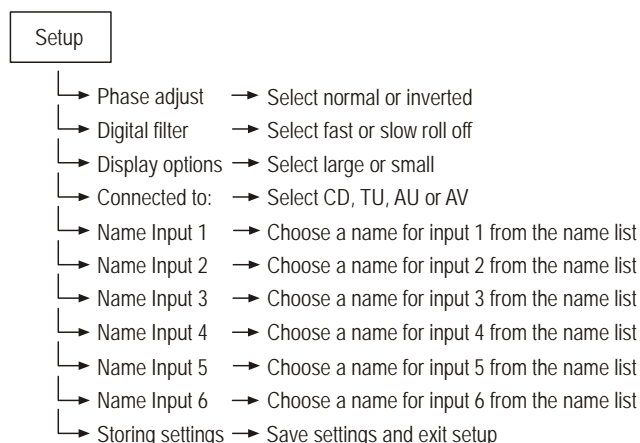 Setup
Phase adjust Select normal or inverted
Digital filter Select fast or slow roll off
Display options Select large or small
Connected to: Select CD, TU, AU or AV
Name Input 1 Choose a name for input 1 from the name list
Name Input 2 Choose a name for input 2 from the name list
Name Input 3 Choose a name for input 3 from the name list
Name Input 4 Choose a name for input 4 from the name list
Name Input 5 Choose a name for input 5 from the name list
Name Input 6 Choose a name for input 6 from the name list
Storing settings Save settings and exit setup